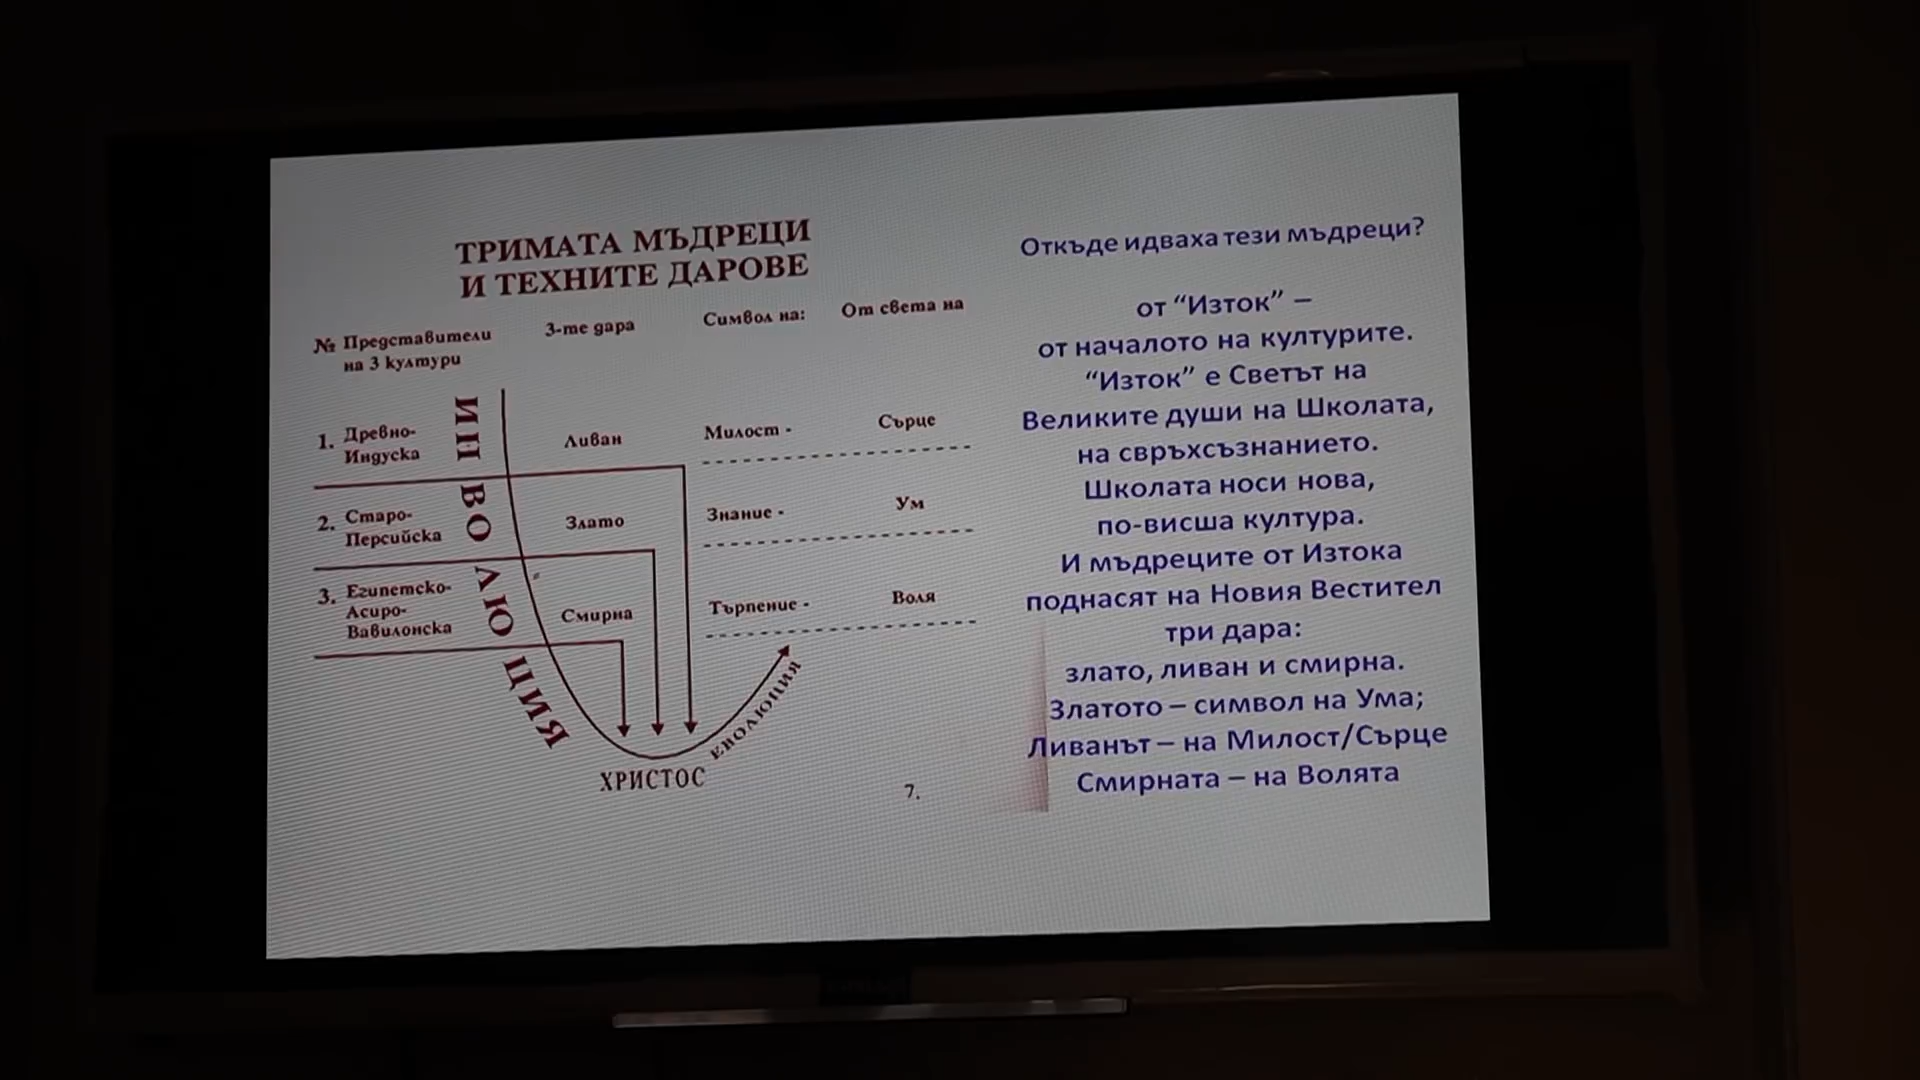 ТРИМАТА МЪДРЕЦИ
И ТЕХНИТЕ ДАРОВЕ
№ Представители
на 3 култури
3-те дара
Символ на:
От света на
1. Древно-
Индуска
Ливан
Милост -
Сърце
2. Старо-
Персийска
Злато
Знание -
Ум
3. Египетско-
Асиро-
Вавилонска
Смирна
Търпение -
Воля
ИНВОЛЮЦИЯ
ЕВОЛЮЦИЯ
ХРИСТОС
7.
Откъде идваха тези мъдреци?
от “Изток” –
от началото на културите.
“Изток” е Светът на
Великите души на Школата,
на свръхсъзнанието.
Школата носи нова,
по-висша култура.
И мъдреците от Изтока
поднасят на Новия Вестител
три дара:
злато, ливан и смирна.
Златото – символ на Ума;
Ливанът – на Милост/Сърце
Смирната – на Волята